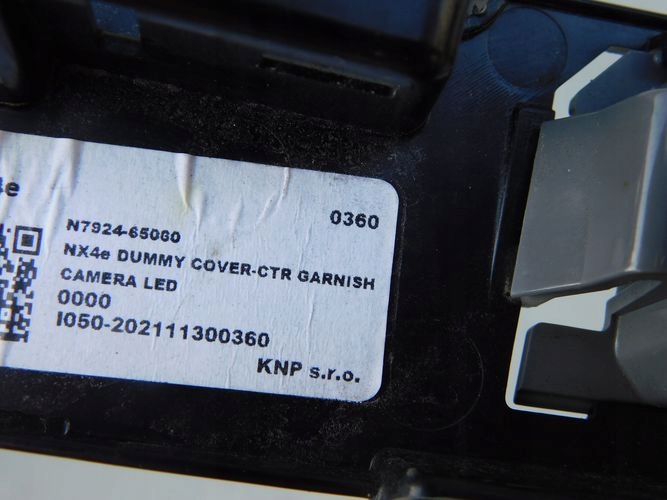 0360
N7924-65060
NX4e DUMMY COVER-CTR GARNISH
CAMERA LED
0000
I050-202111300360
KNP s.r.o.